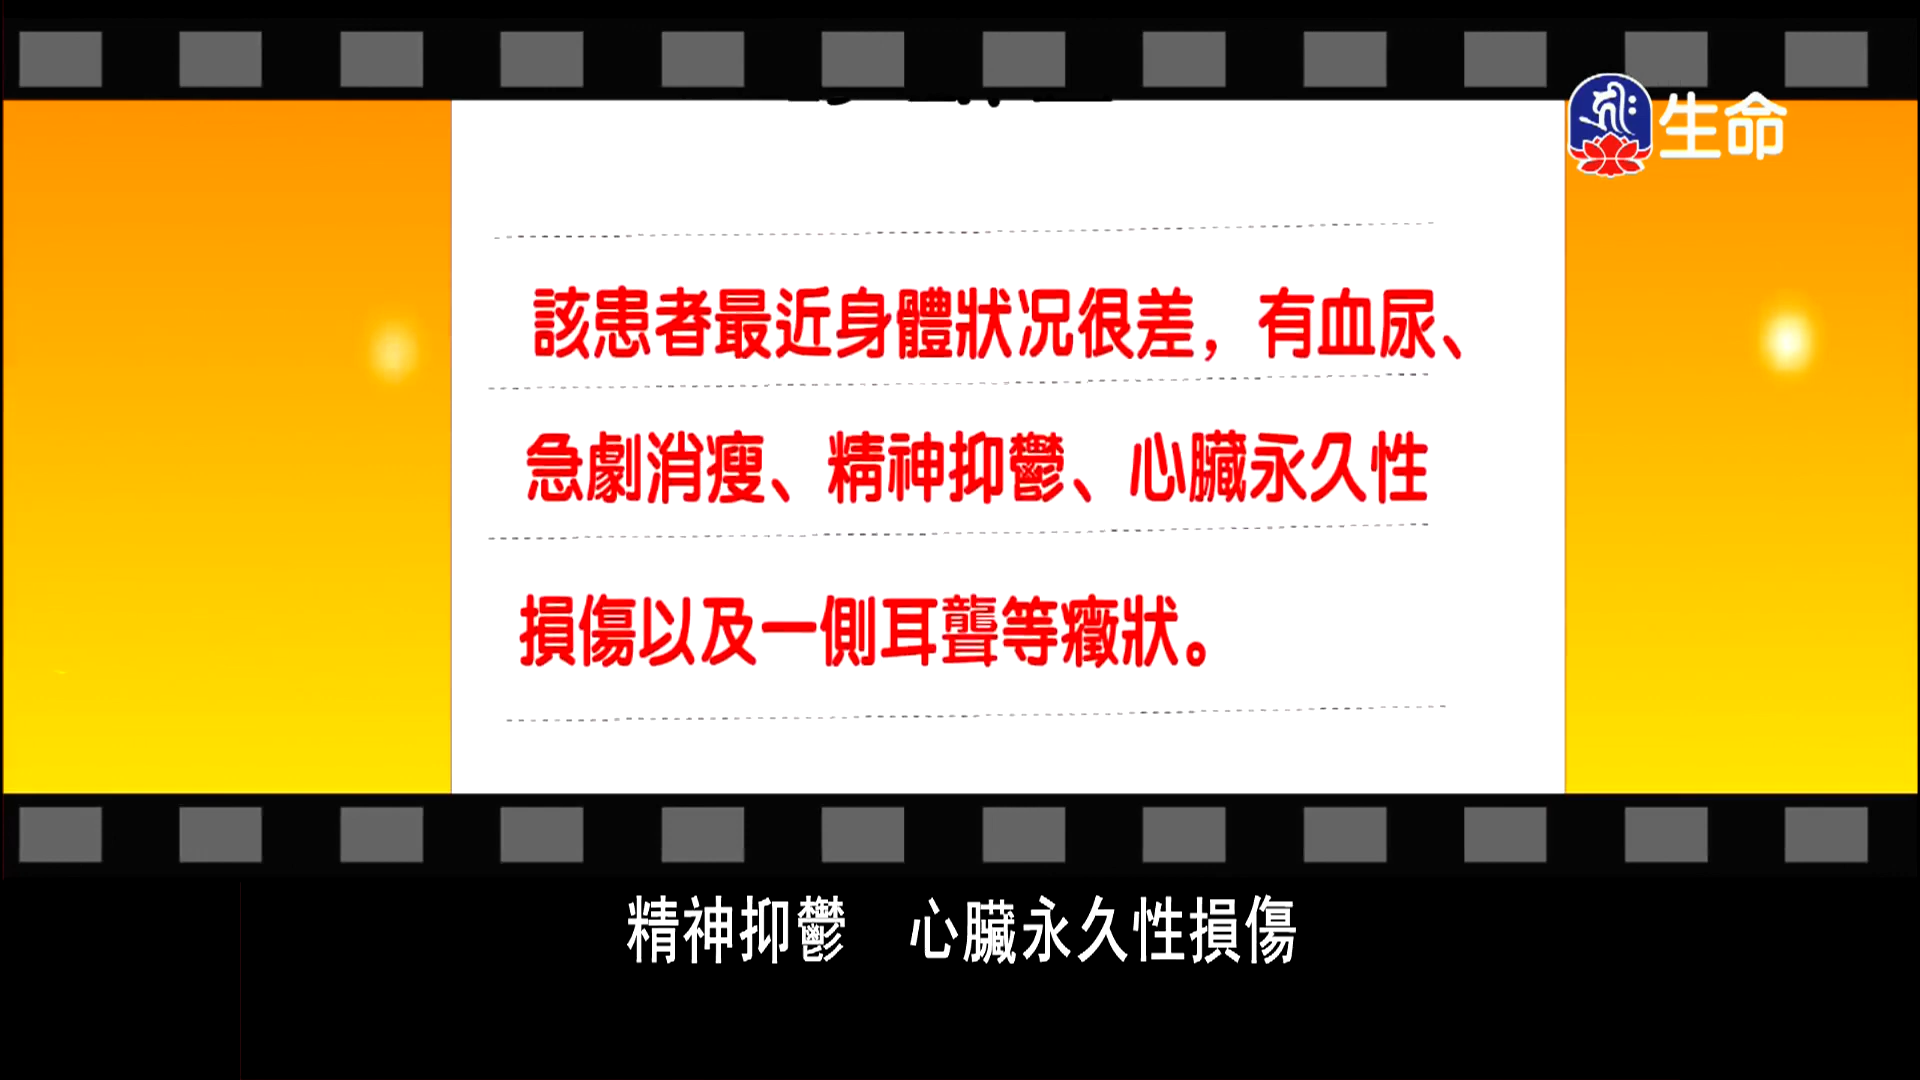 生命
該患者最近身體狀况很差，有血尿、
急劇消瘦、精神抑鬱、心臟永久性
損傷以及一側耳聾等癥狀。
精神抑鬱　心臟永久性損傷